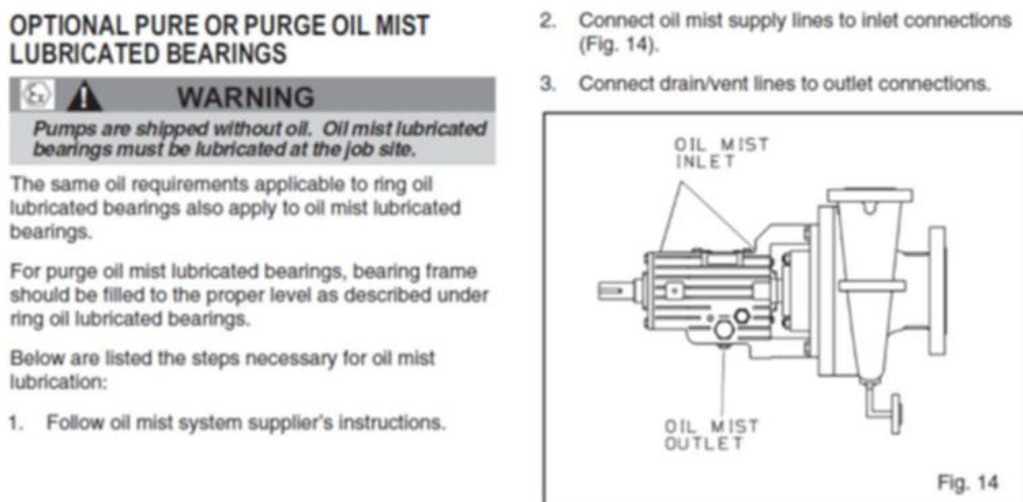 OPTIONAL PURE OR PURGE OIL MIST
LUBRICATED BEARINGS
Ex
WARNING
Pumps are shipped without oil. Oil mist lubricated
bearings must be lubricated at the job site.
The same oil requirements applicable to ring oil
lubricated bearings also apply to oil mist lubricated
bearings.
For purge oil mist lubricated bearings, bearing frame
should be filled to the proper level as described under
ring oil lubricated bearings.
Below are listed the steps necessary for oil mist
lubrication:
1. Follow oil mist system supplier's instructions.
2. Connect oil mist supply lines to inlet connections
(Fig. 14).
3. Connect drain/vent lines to outlet connections.
OIL MIST
INLET
OIL MIST
OUTLET
Fig. 14